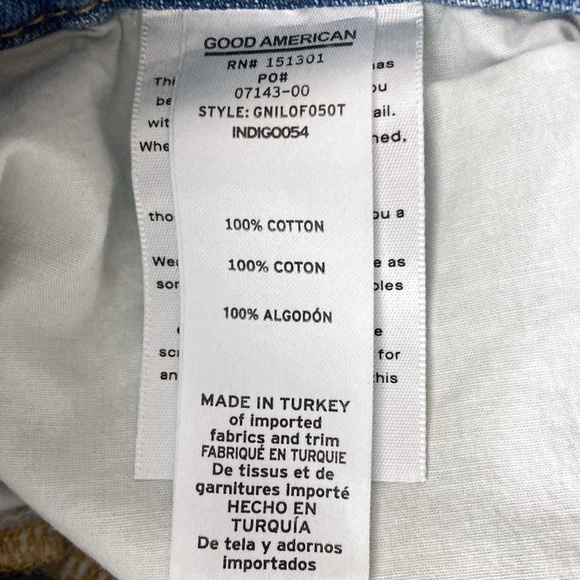 GOOD AMERICAN
RN# 151301
PO#
07143-00
STYLE: GNILOF050T
INDIGO054
100% COTTON
100% COTON
100% ALGODÓN
MADE IN TURKEY
of imported
fabrics and trim
FABRIQUÉ EN TURQUIE
De tissus et de
garnitures importé
HECHO EN
TURQUÍA
De tela y adornos
importados